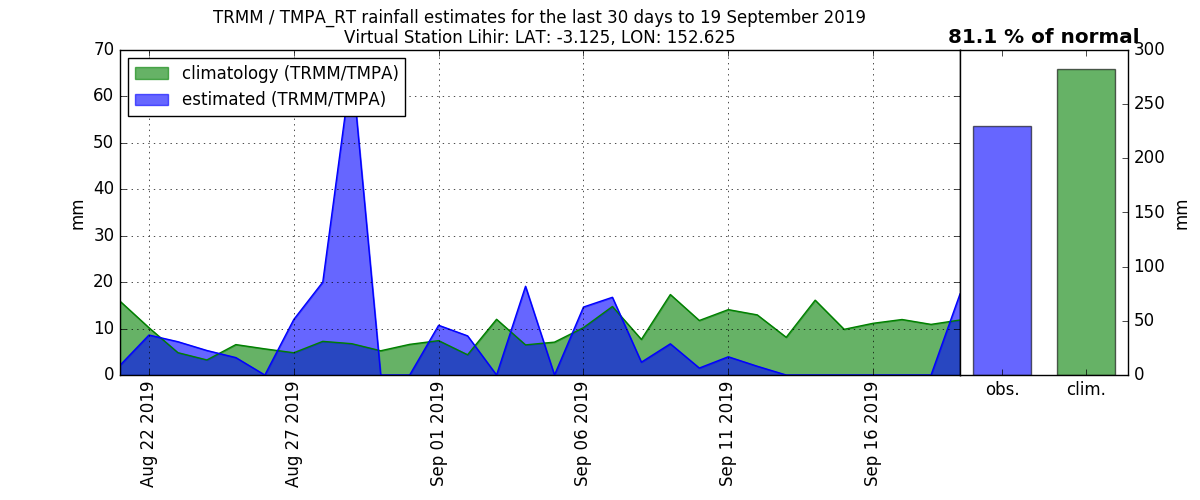 TRMM / TMPA_RT rainfall estimates for the last 30 days to 19 September 2019
Virtual Station Lihir: LAT: -3.125, LON: 152.625
81.1 % of normal
climatology (TRMM/TMPA)
estimated (TRMM/TMPA)
70
60
50
40
30
20
10
0
mm
300
250
200
150
100
50
0
mm
Aug 22 2019
Aug 27 2019
Sep 01 2019
Sep 06 2019
Sep 11 2019
Sep 16 2019
obs.
clim.